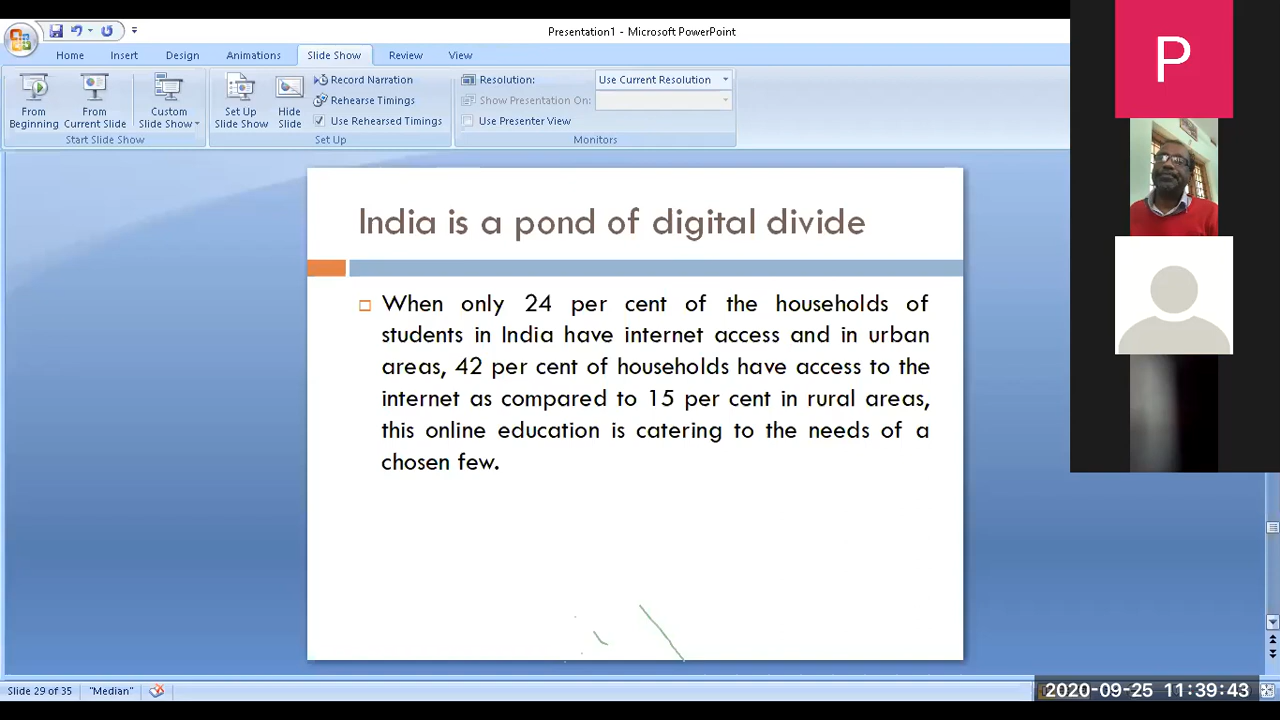 Presentation1 - Microsoft PowerPoint
Home Insert Design Animations Slide Show Review View
From Beginning
From Current Slide
Custom Slide Show
Set Up Slide Show
Hide Slide
Record Narration
Rehearse Timings
Use Rehearsed Timings
Resolution: Use Current Resolution
Show Presentation On:
Use Presenter View
Start Slide Show Set Up Monitors
P
India is a pond of digital divide
When only 24 per cent of the households of
students in India have internet access and in urban
areas, 42 per cent of households have access to the
internet as compared to 15 per cent in rural areas,
this online education is catering to the needs of a
chosen few.
Slide 29 of 35 "Median"
2020-09-25 11:39:43